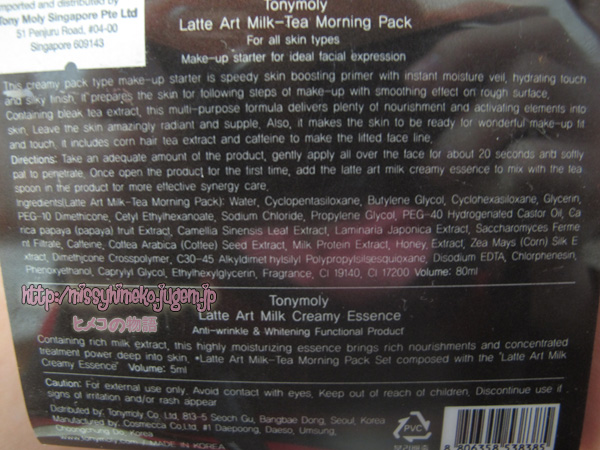 Imported and distributed by
Tony Moly Singapore Pte Ltd
51 Penjuru Road, #04-00
Singapore 609143
Tonymoly
Latte Art Milk-Tea Morning Pack
For all skin types
Make-up starter for ideal facial expression
This creamy pack type make-up starter is speedy skin boosting primer with instant moisture veil, hydrating touch
and silky finish. it prepares the skin for following steps of make-up with smoothing effect on rough surface.
Containing bleak tea extract, this multi-purpose formula delivers plenty of nourishment and activating elements into
skin. Leave the skin amazingly radiant and supple. Also, it makes the skin to be ready for wonderful make-up fit
and touch. it includes corn hair tea extract and caffeine to make the lifted face line.
Directions: Take an adequate amount of the product, gently apply all over the face for about 20 seconds and softly
pat to penetrate. Once open the product for the first time, add the latte art milk creamy essence to mix with the tea
spoon in the product for more effective synergy care.
Ingredients(Latte Art Milk-Tea Morning Pack): Water, Cyclopentasiloxane, Butylene Glycol, Cyclohexasiloxane, Glycerin,
PEG-10 Dimethicone, Cetyl Ethylhexanoate, Sodium Chloride, Propylene Glycol, PEG-40 Hydrogenated Castor Oil, Ca
rica papaya (papaya) fruit Extract, Camellia Sinensis Leaf Extract, Laminaria Japonica Extract, Saccharomyces Ferme
nt Filtrate, Caffeine, Coffea Arabica (Coffee) Seed Extract, Milk Protein Extract, Honey Extract, Zea Mays (Corn) Silk E
xtract, Dimethycone Crosspolymer, C30-45 Alkyldimethylsilyl Polypropylsilsesquioxane, Disodium EDTA, Chlorphenesin,
Phenoxyethanol, Caprylyl Glycol, Ethylhexylglycerin, Fragrance, CI 19140, CI 17200 Volume: 80ml
http://missyhimeko.jugem.jp
ヒメコの物語
Tonymoly
Latte Art Milk Creamy Essence
Anti-wrinkle & Whitening Functional Product
Containing rich milk extract, this highly moisturizing essence brings rich nourishments and concentrated
treatment power deep into skin. *Latte Art Milk-Tea Morning Pack Set composed with the "Latte Art Milk
Creamy Essence" Volume: 5ml
Caution: For external use only. Avoid contact with eyes. Keep out of reach of children. Discontinue use if
signs of irritation and/or rash appear
Distributed by: Tonymoly Co. Ltd, 813-5 Seoch Gu, Bangbae Dong, Seoul, Korea
Manufactured by: Cosmecca Co.,Ltd #1 Daepoong, Daeso, Umsung,
Choongchung Do, Korea
www.tonymoly.com MADE IN KOREA
PVC
8 806358 538385